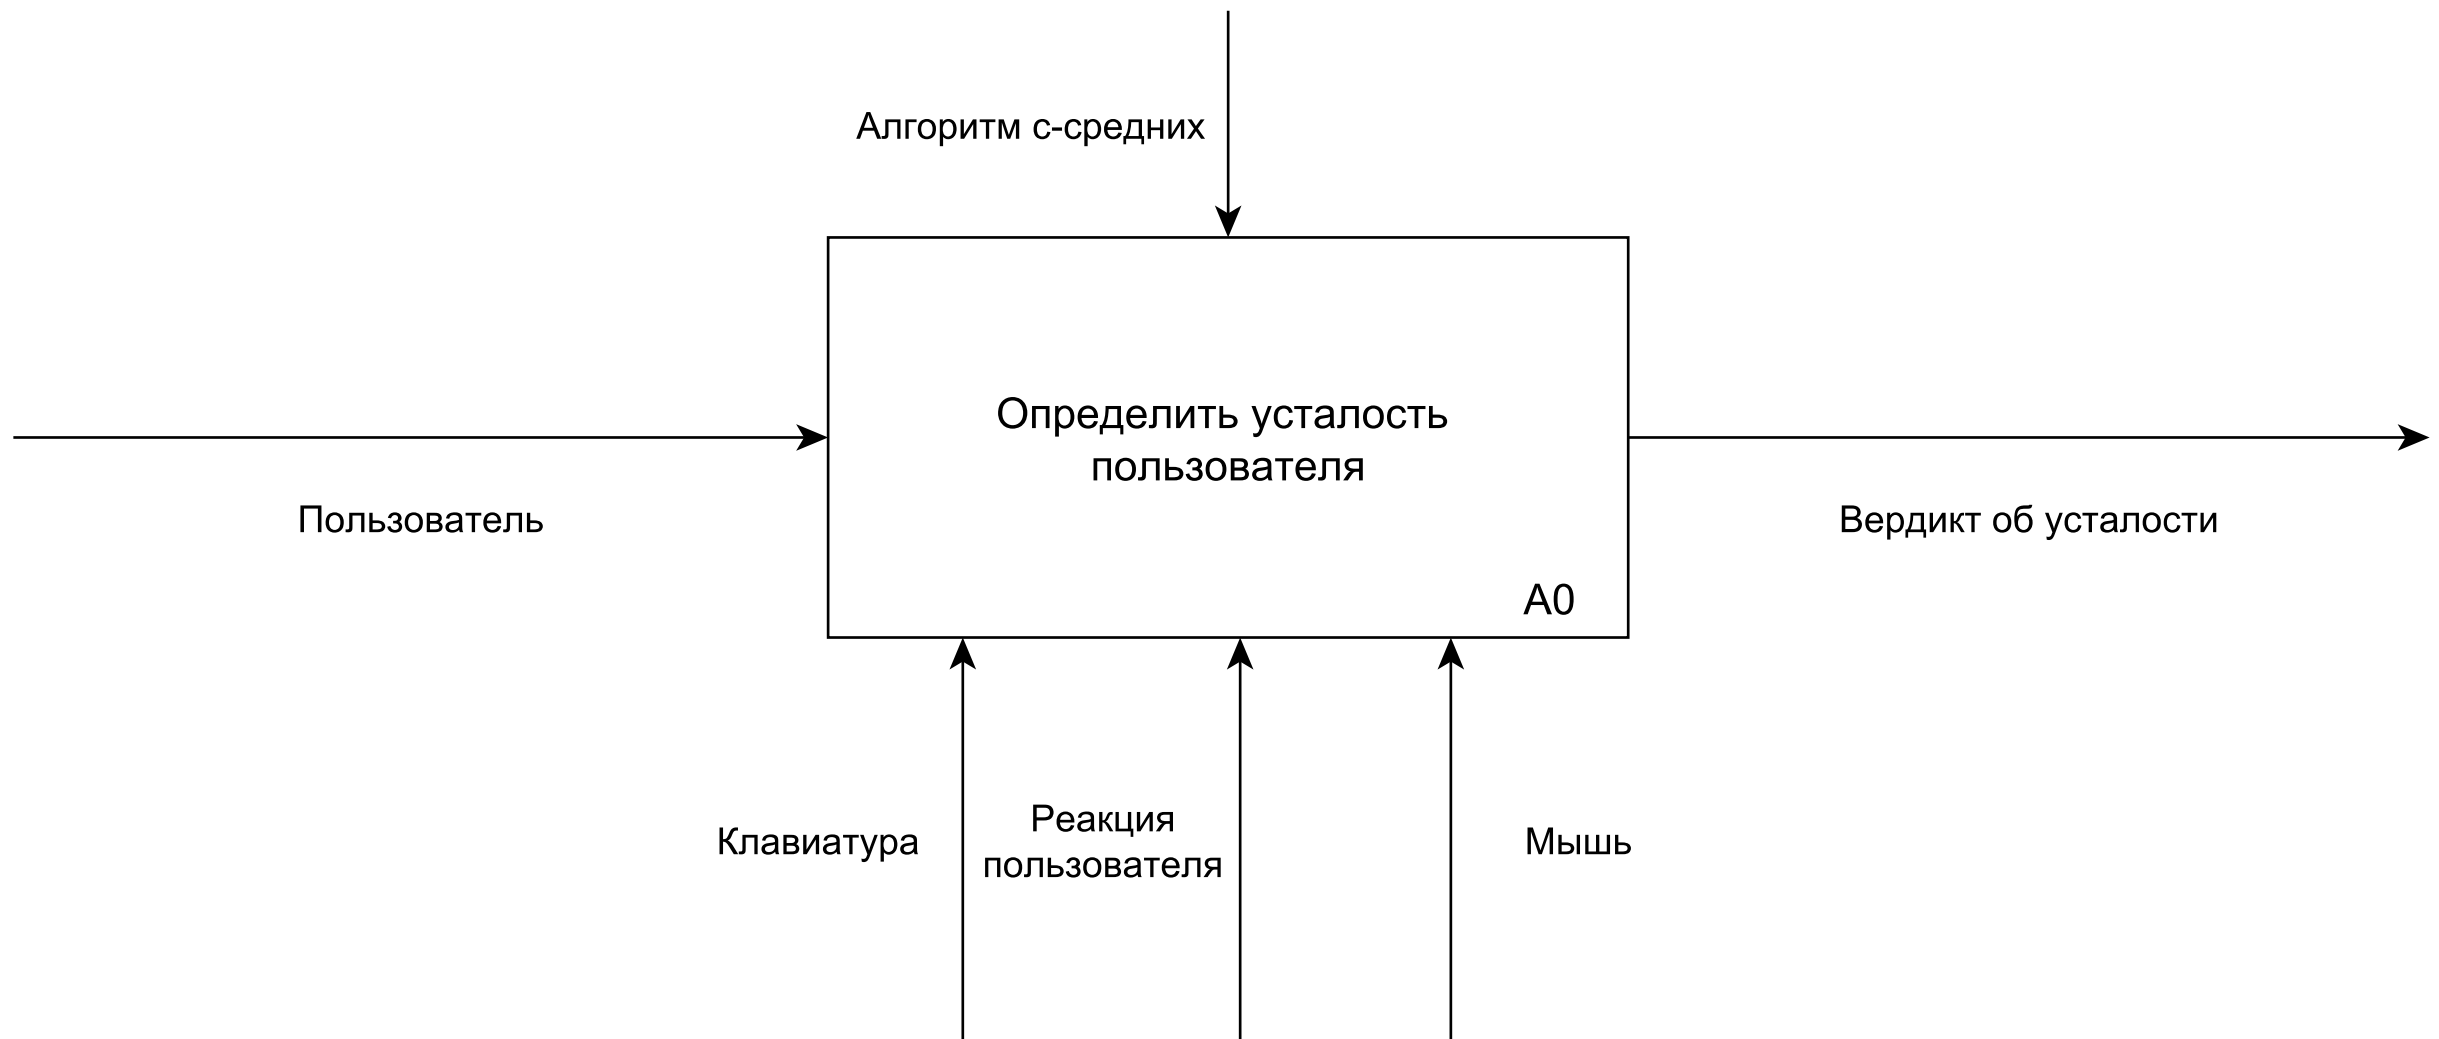 Алгоритм с-средних
Определить усталость
пользователя
Пользователь
Вердикт об усталости
А0
Клавиатура
Реакция
пользователя
Мышь